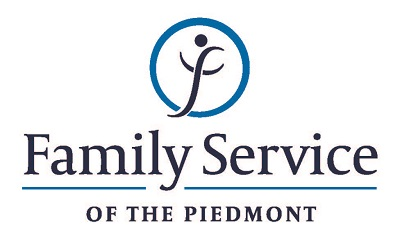 Family Service
OF THE PIEDMONT